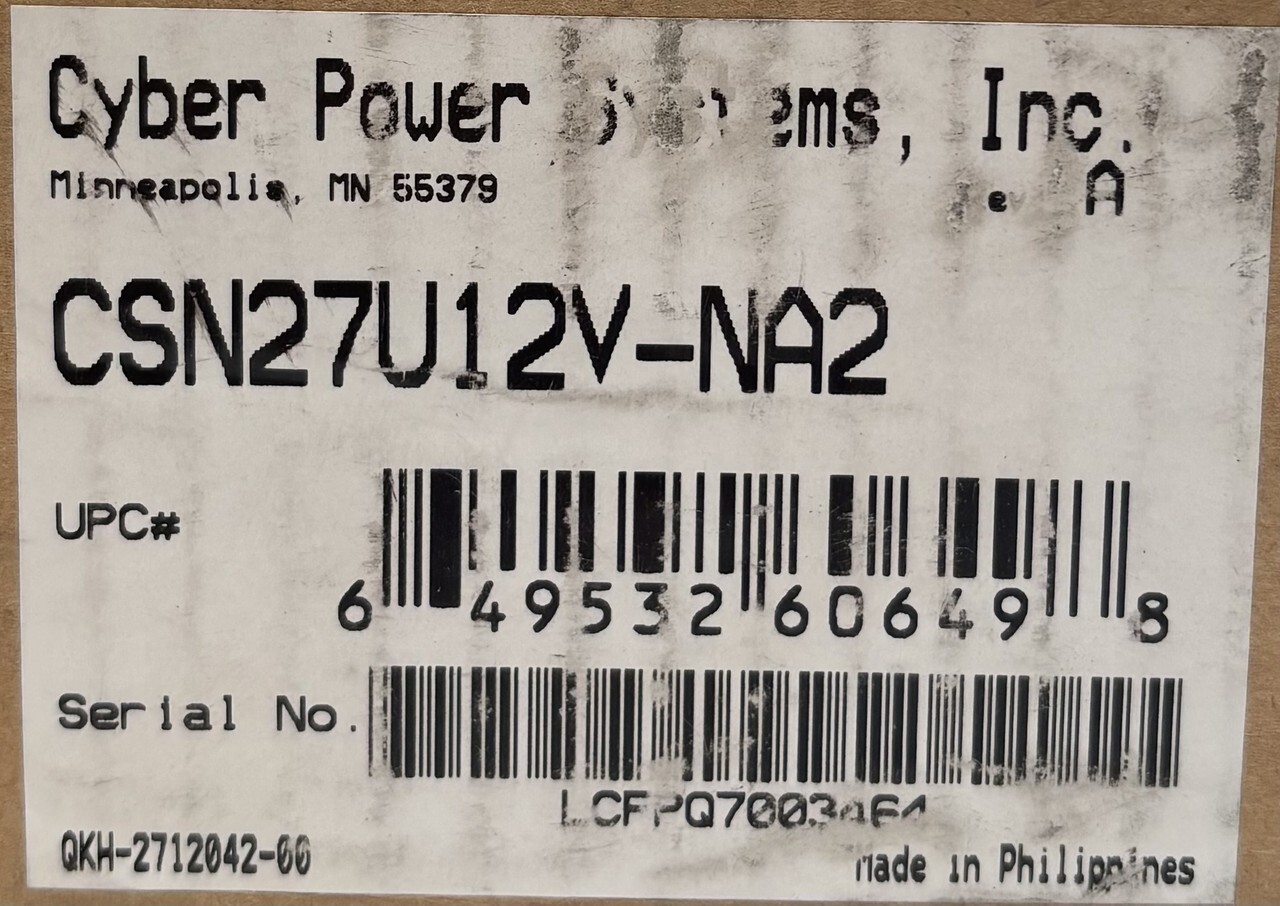 Cyber Power Systems, Inc.
Minneapolis, MN 55379
A
CSN27U12V-NA2
UPC#
6 49532 60649 8
Serial No.
QKH-2712042-00
Made in Philippines